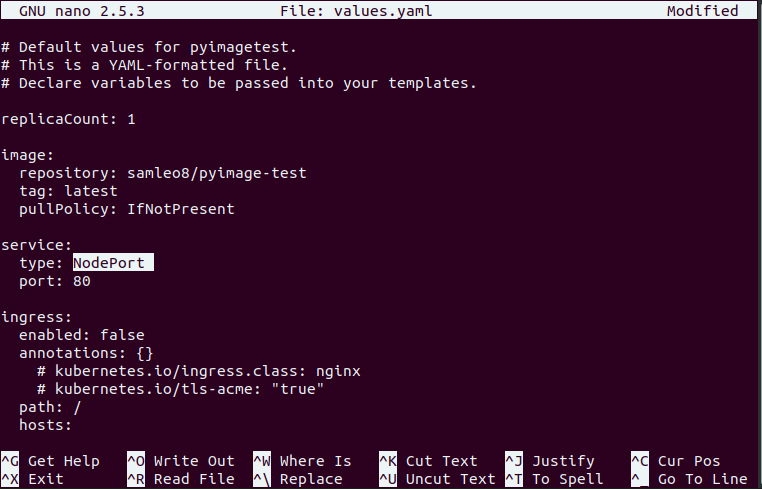 GNU nano 2.5.3 File: values.yaml Modified
# Default values for pyimagetest.
# This is a YAML-formatted file.
# Declare variables to be passed into your templates.
replicaCount: 1
image:
  repository: samleo8/pyimage-test
  tag: latest
  pullPolicy: IfNotPresent
service:
  type: NodePort
  port: 80
ingress:
  enabled: false
  annotations: {}
    # kubernetes.io/ingress.class: nginx
    # kubernetes.io/tls-acme: "true"
  path: /
  hosts:
^G Get Help ^O Write Out ^W Where Is ^K Cut Text ^J Justify ^C Cur Pos
^X Exit ^R Read File ^\ Replace ^U Uncut Text ^T To Spell ^_ Go To Line